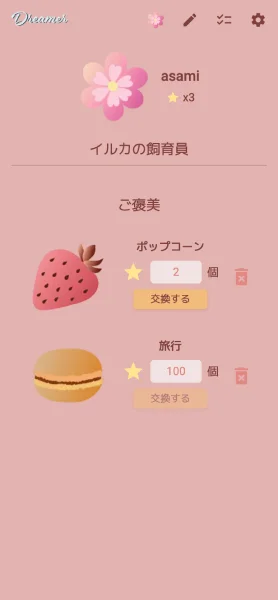 Dreamer
asami
x3
イルカの飼育員
ご褒美
ポップコーン
2 個
交換する
旅行
100 個
交換する